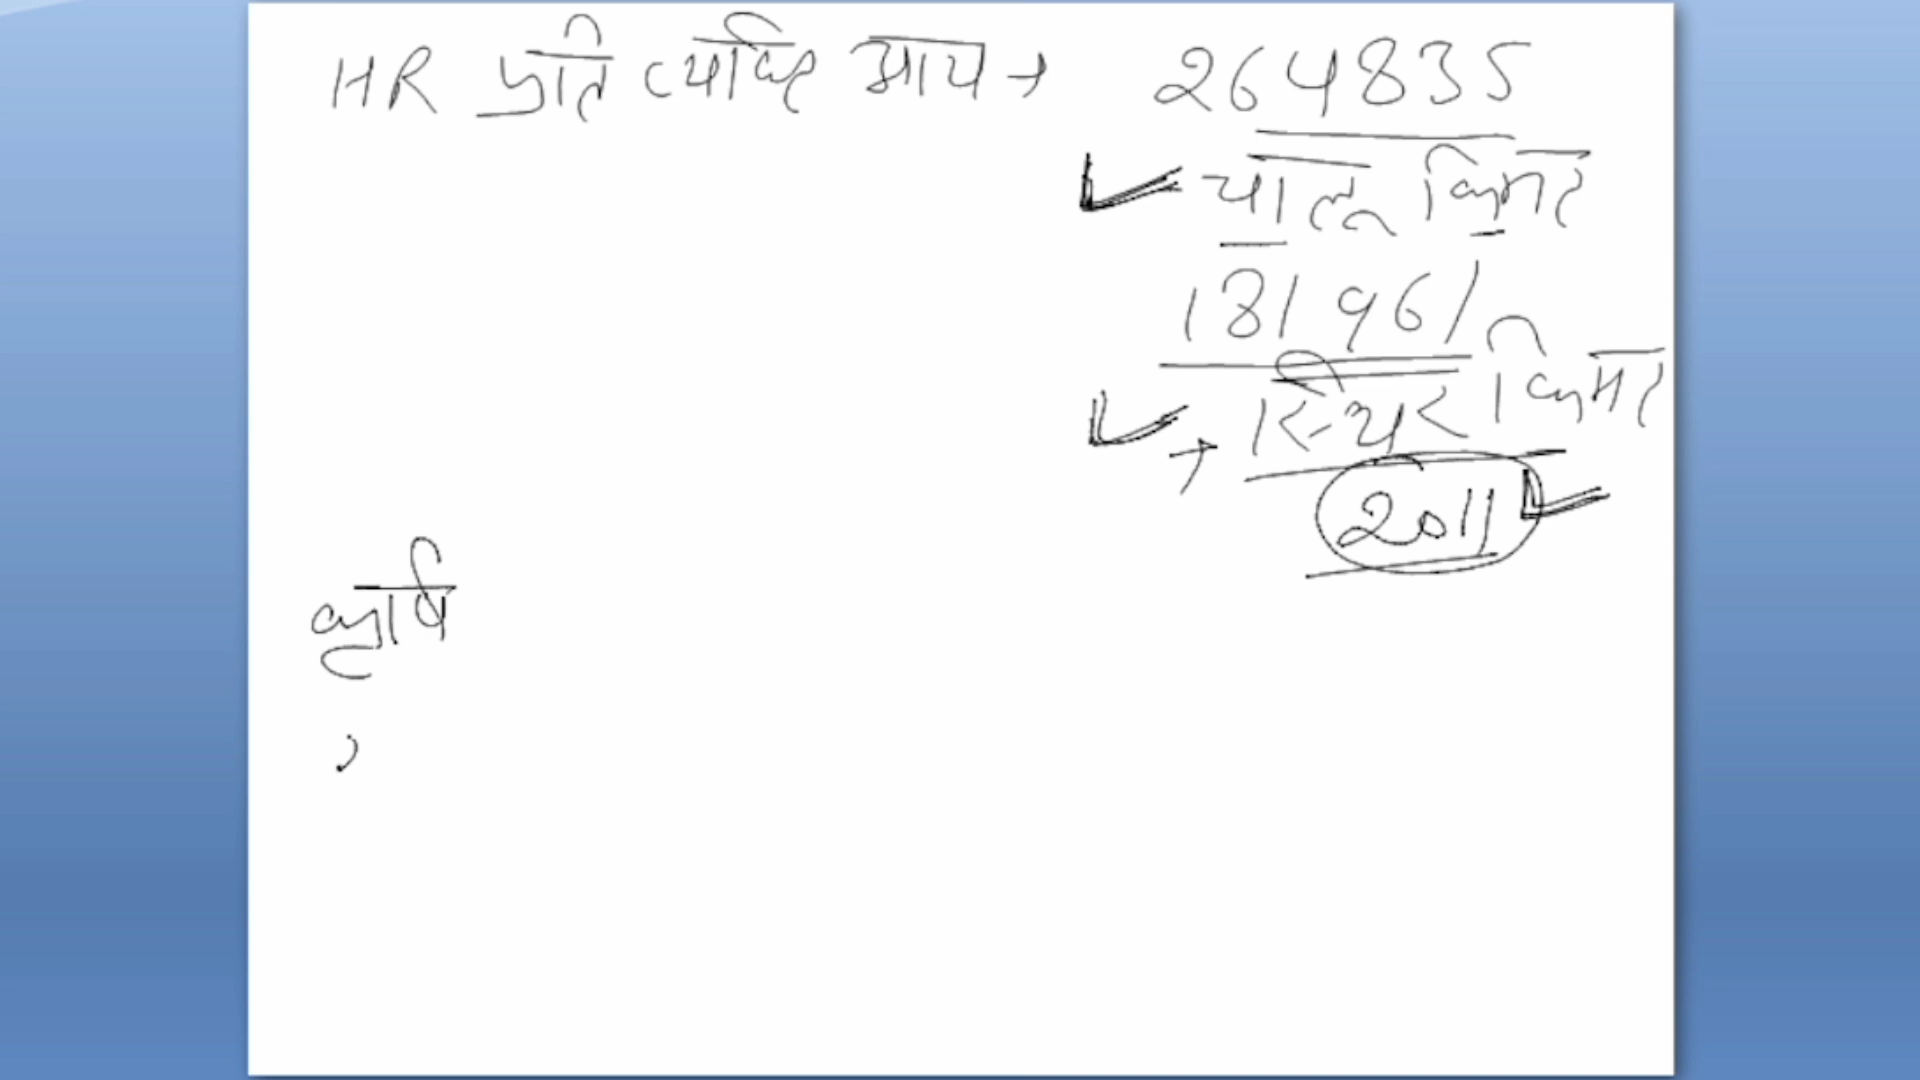 HR प्रति व्यक्ति आय → 264835
चालू किमत
181961
→ स्थिर किमत
2011
कृषि